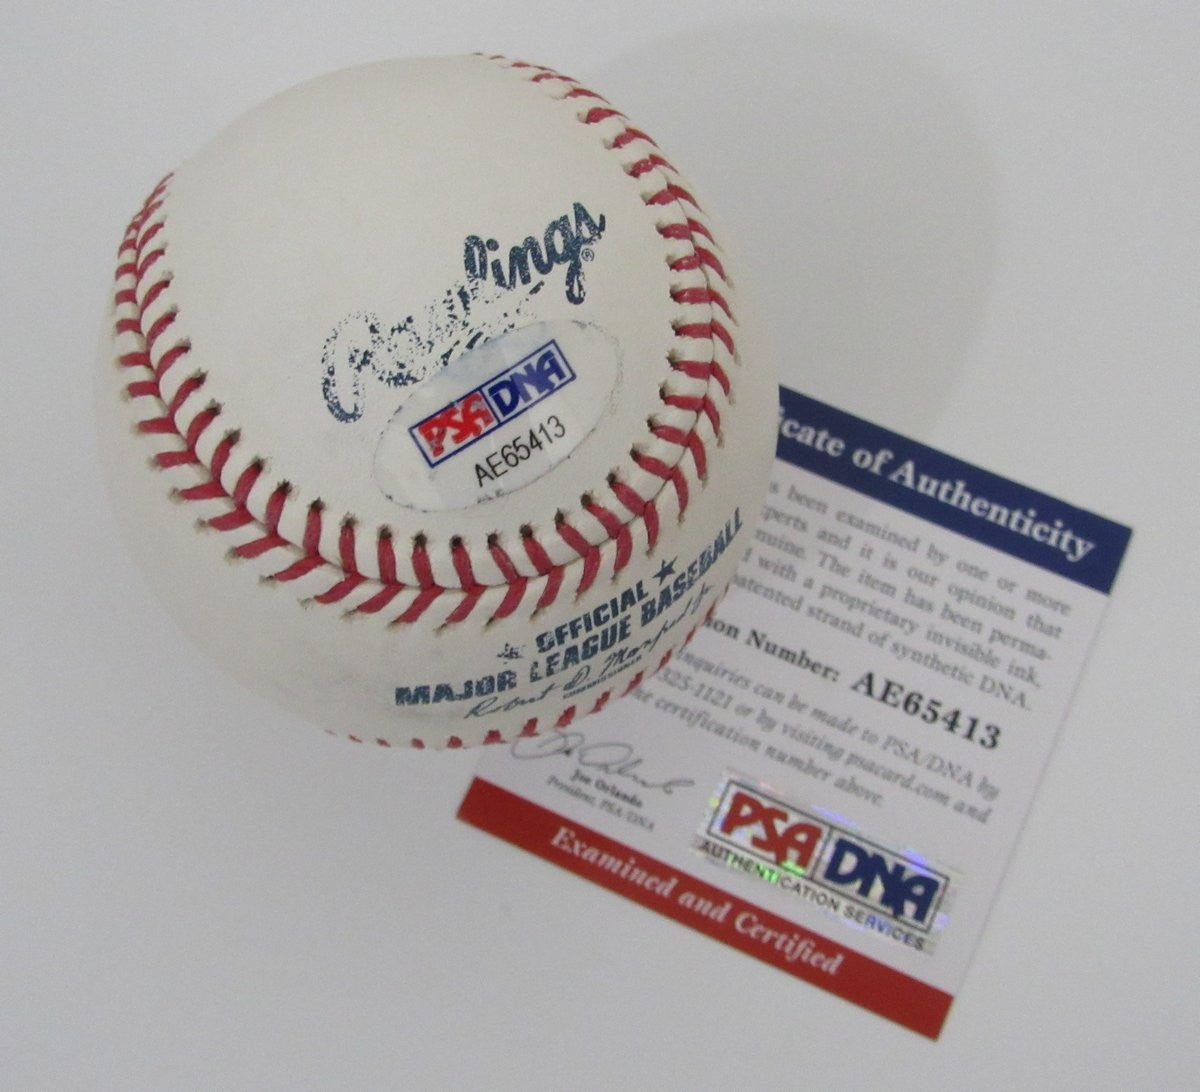 Rawlings®
PSA DNA
AE65413
OFFICIAL ★
MAJOR LEAGUE BASEBALL
Robert D. Manfred Jr.
COMMISSIONER
cate of Authenticity
s been examined by one or more
perts and it is our opinion that
nuine. The item has been perma-
d with a proprietary invisible ink,
patented strand of synthetic DNA.
on Number: AE65413
inquiries can be made to PSA/DNA by
325-1121 or by visiting psacard.com and
he certification number above.
Joe Orlando
president, PSA/DNA
PSA DNA
AUTHENTICATION SERVICES
Examined and Certified